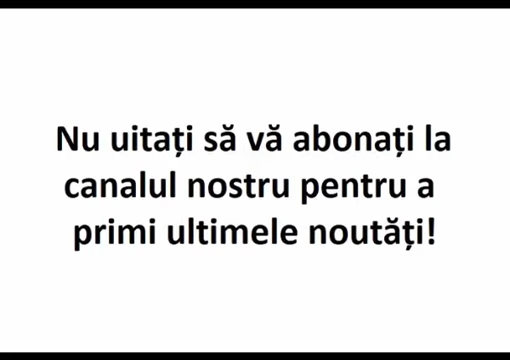 Nu uitați să vă abonați la
canalul nostru pentru a
primi ultimele noutăți!